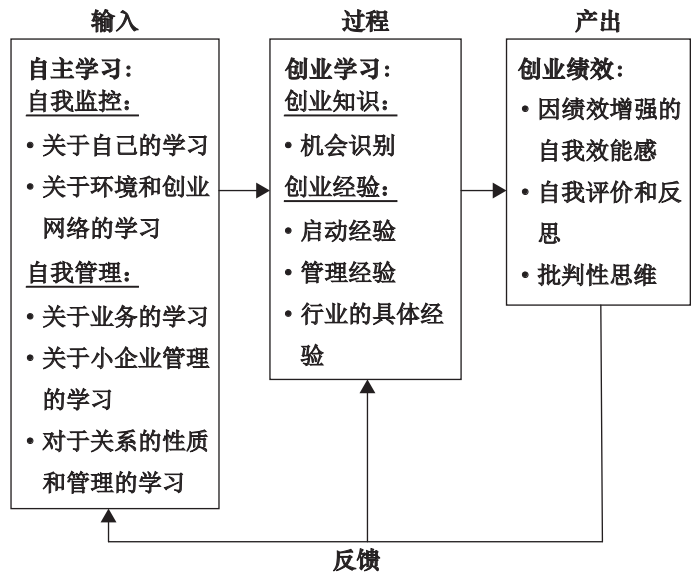 输入
自主学习：
自我监控：
• 关于自己的学习
• 关于环境和创业
网络的学习
自我管理：
• 关于业务的学习
• 关于小企业管理
的学习
• 对于关系的性质
和管理的学习
过程
创业学习：
创业知识：
• 机会识别
创业经验：
• 启动经验
• 管理经验
• 行业的具体经
验
产出
创业绩效：
• 因绩效增强的
自我效能感
• 自我评价和反
思
• 批判性思维
反馈